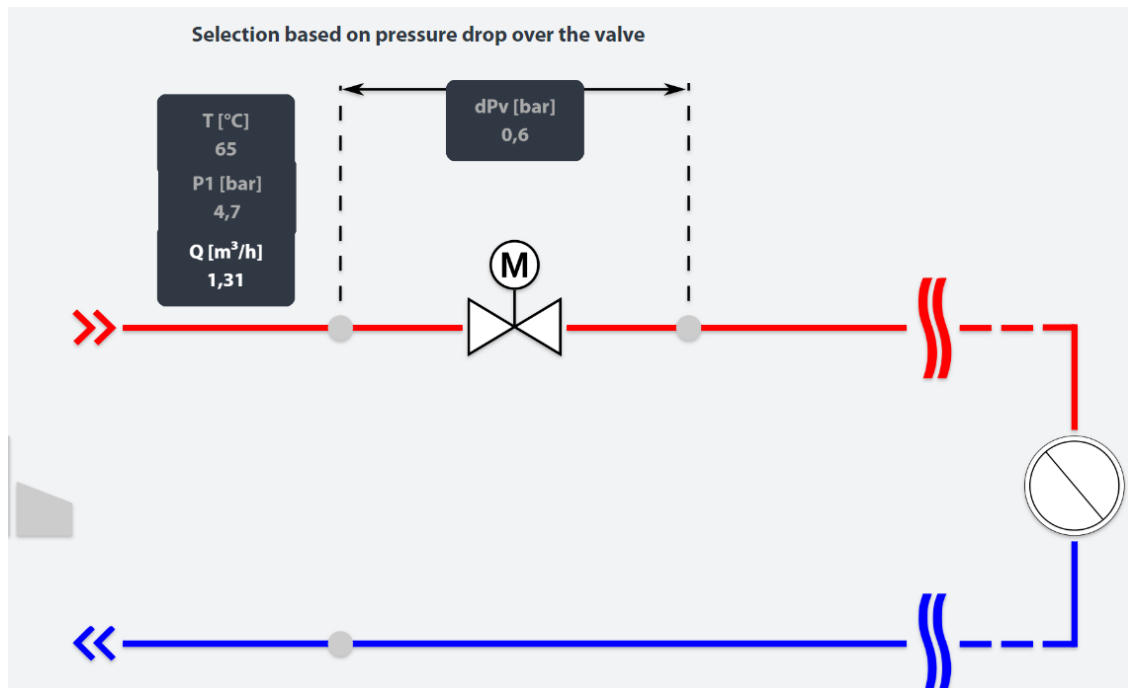 Selection based on pressure drop over the valve
dPv [bar]
0,6
T [°C]
65
P1 [bar]
4,7
Q [m³/h]
1,31
M